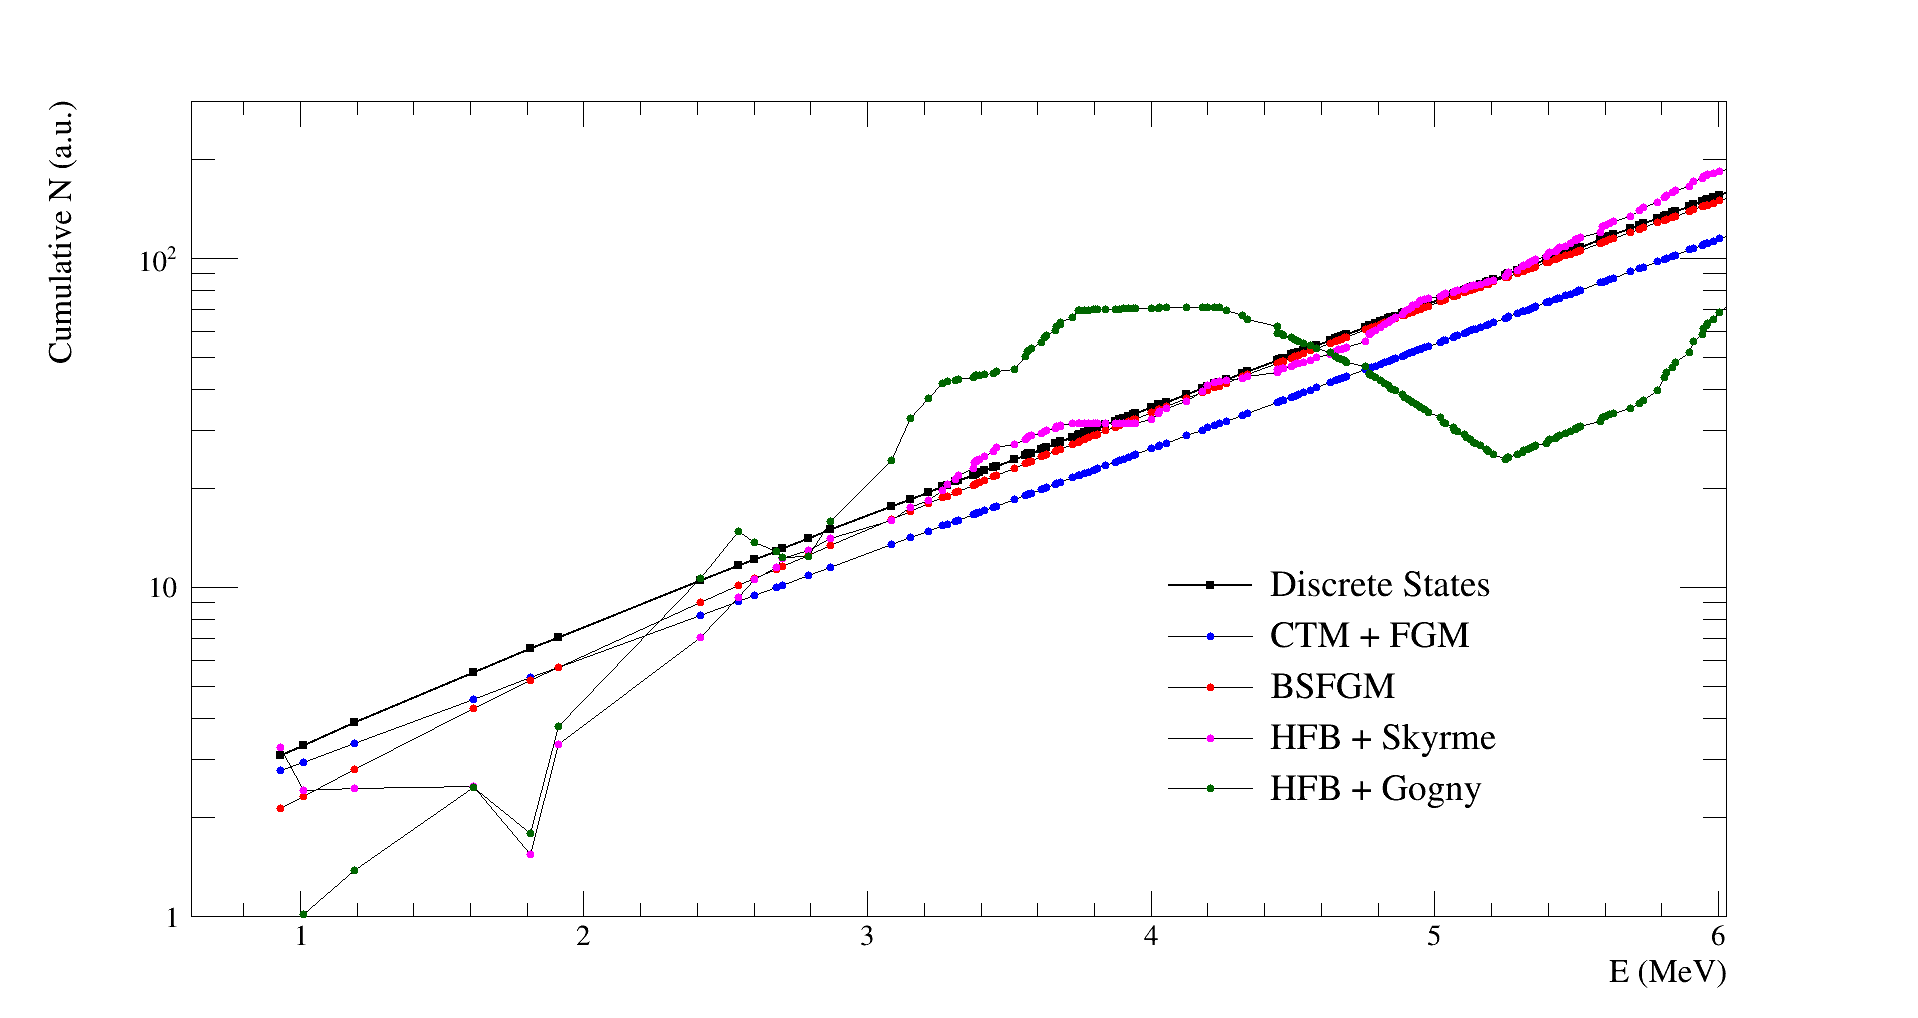 Cumulative N (a.u.)
10²
10
1
Discrete States
CTM + FGM
BSFGM
HFB + Skyrme
HFB + Gogny
1 2 3 4 5 6
E (MeV)